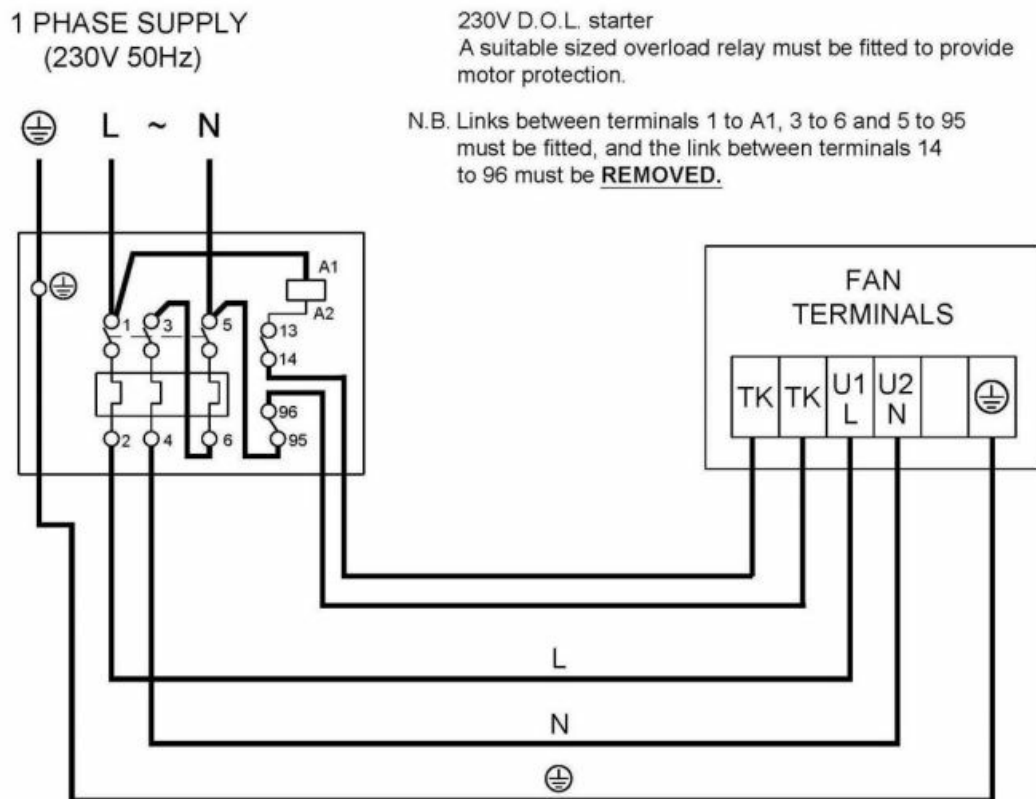 1 PHASE SUPPLY
(230V 50Hz)
230V D.O.L. starter
A suitable sized overload relay must be fitted to provide
motor protection.
N.B. Links between terminals 1 to A1, 3 to 6 and 5 to 95
must be fitted, and the link between terminals 14
to 96 must be REMOVED.
L ~ N
A1
A2
1 3 5 13
14
96
2 4 6 95
FAN
TERMINALS
TK TK U1 U2
L N
L
N